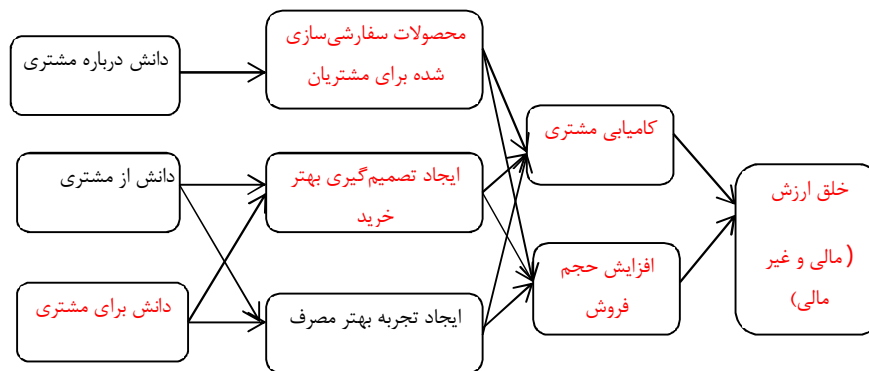 دانش درباره مشتری
دانش از مشتری
دانش برای مشتری
محصولات سفارشی‌سازی
شده برای مشتریان
ایجاد تصمیم‌گیری بهتر
خرید
ایجاد تجربه بهتر مصرف
کامیابی مشتری
افزایش حجم
فروش
خلق ارزش
(مالی و غیر
مالی)